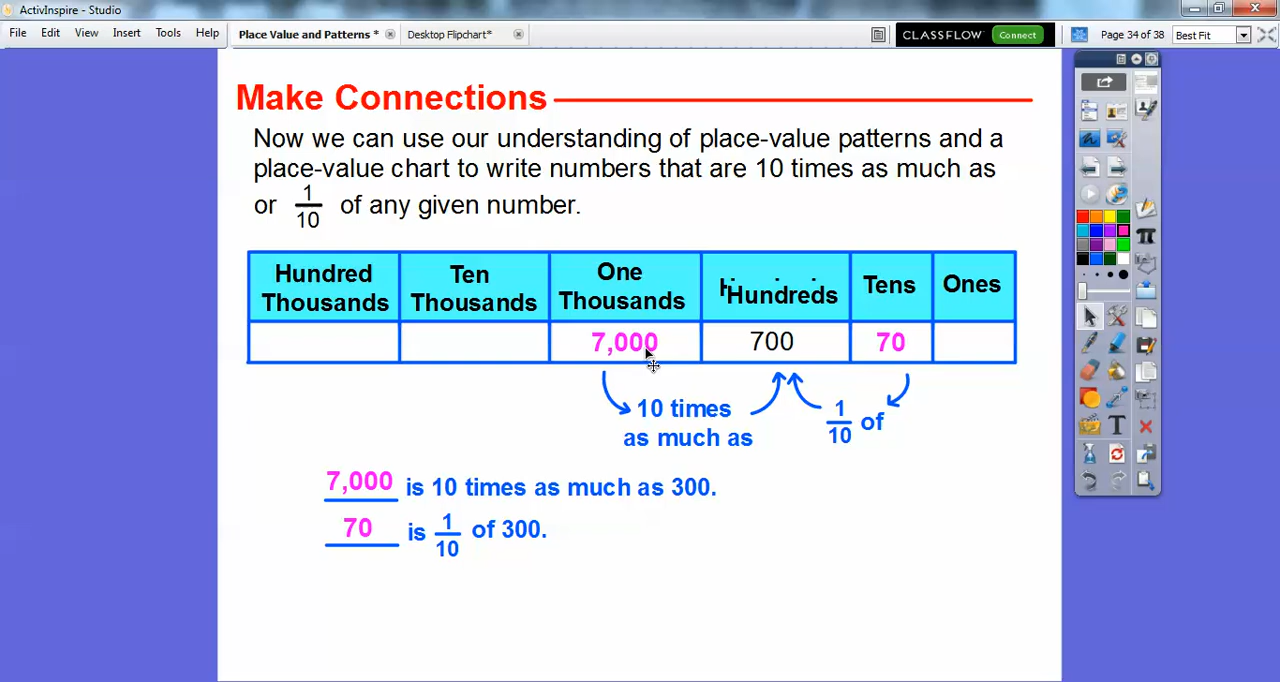 ActivInspire - Studio
File Edit View Insert Tools Help Place Value and Patterns * Desktop Flipchart* CLASSFLOW Connect Page 34 of 38 Best Fit
Make Connections
Now we can use our understanding of place-value patterns and a
place-value chart to write numbers that are 10 times as much as
or 1/10 of any given number.
Hundred Thousands Ten Thousands One Thousands Hundreds Tens Ones
7,000 700 70
10 times
as much as
1/10 of
7,000 is 10 times as much as 300.
70 is 1/10 of 300.